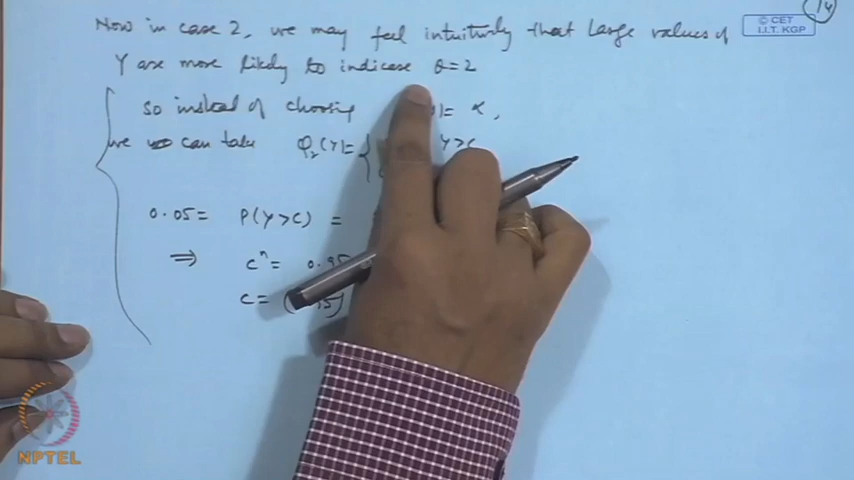 14
© CET
I.I.T. KGP
Now in case 2, we may feel intuitively that large values of
Y are more likely to indicate θ=2
so instead of choosing = α,
we can take φ₂(Y)= { Y>c
0.05= P(Y>c) =
⇒ cⁿ= 0.95
c=
NPTEL